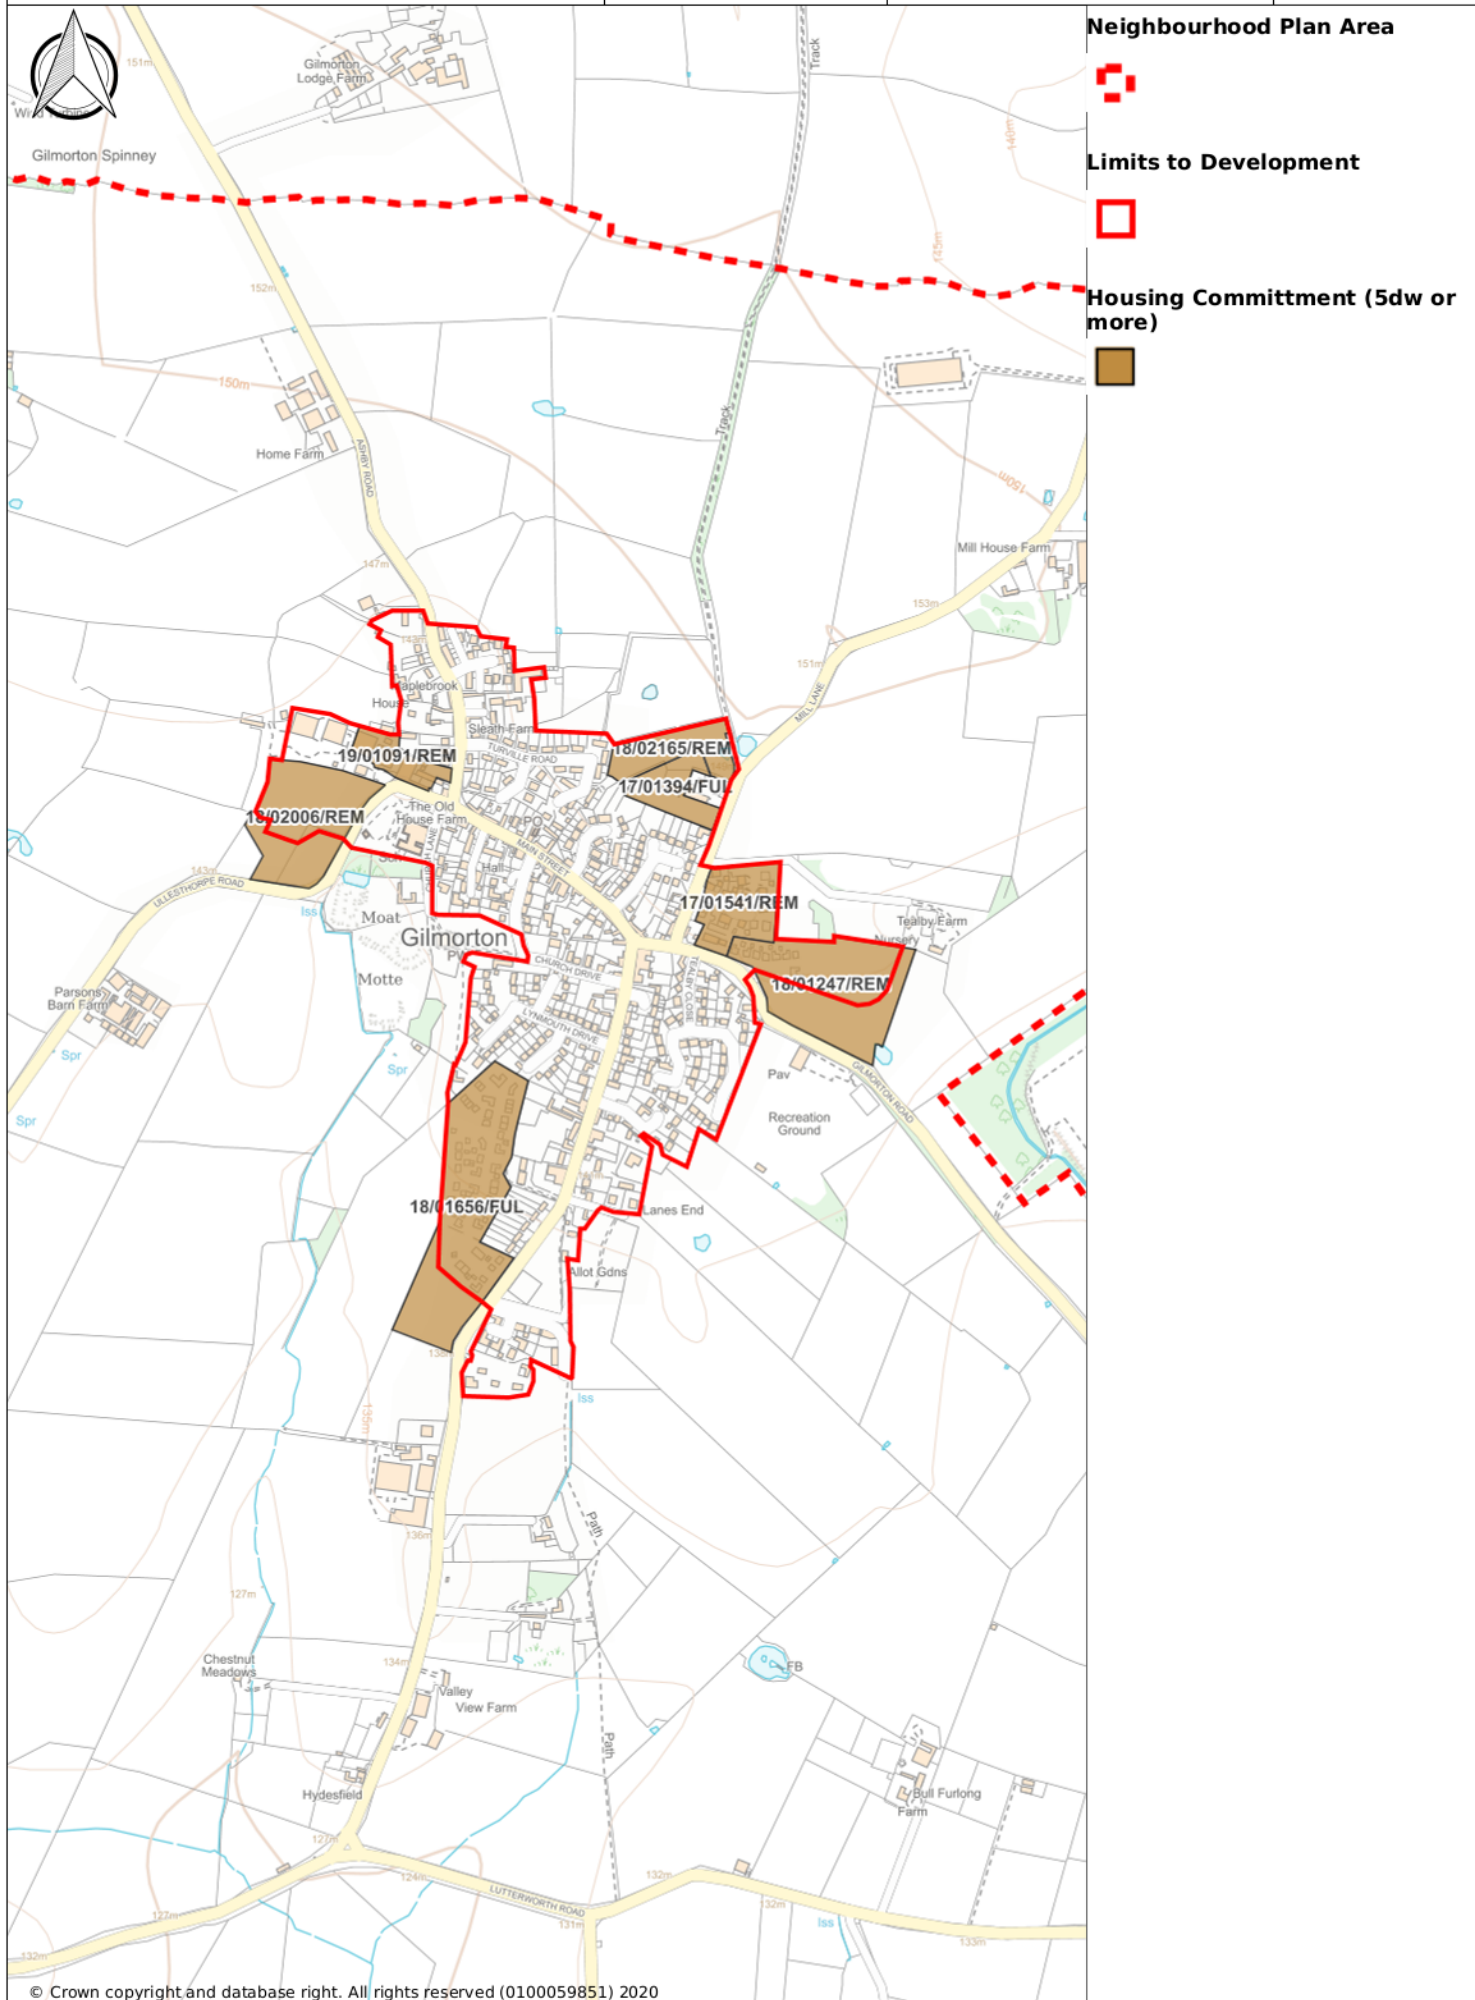 Neighbourhood Plan Area
Limits to Development
Housing Committment (5dw or
more)
Track
151m
Gilmorton
Lodge Farm
Gilmorton Spinney
140m
145m
152m
150m
Track
Home Farm
ASHBY ROAD
150m
Mill House Farm
147m
153m
151m
MILL LANE
House
Sleath Farm
TURVILLE ROAD
18/02165/REM
19/01091/REM
17/01394/FUL
The Old
House Farm
18/02006/REM
PO
MAIN STREET
CHURCH LANE
Hall
143m
ULLESTHORPE ROAD
Iss
Moat
17/01541/REM
Tealby Farm
Nursery
Gilmorton
CHURCH DRIVE
TEALBY CLOSE
Motte
18/01247/REM
Parsons
Barn Farm
LYNMOUTH DRIVE
Spr
Spr
Spr
Pav
GILMORTON ROAD
Recreation
Ground
18/01656/FUL
Lanes End
Allot Gdns
Iss
135m
Path
136m
127m
Chestnut
Meadows
134m
FB
Valley
View Farm
Path
Hydesfield
Bull Furlong
Farm
127m
124m
132m
LUTTERWORTH ROAD
132m
127m
131m
Iss
132m
133m
© Crown copyright and database right. All rights reserved (0100059851) 2020